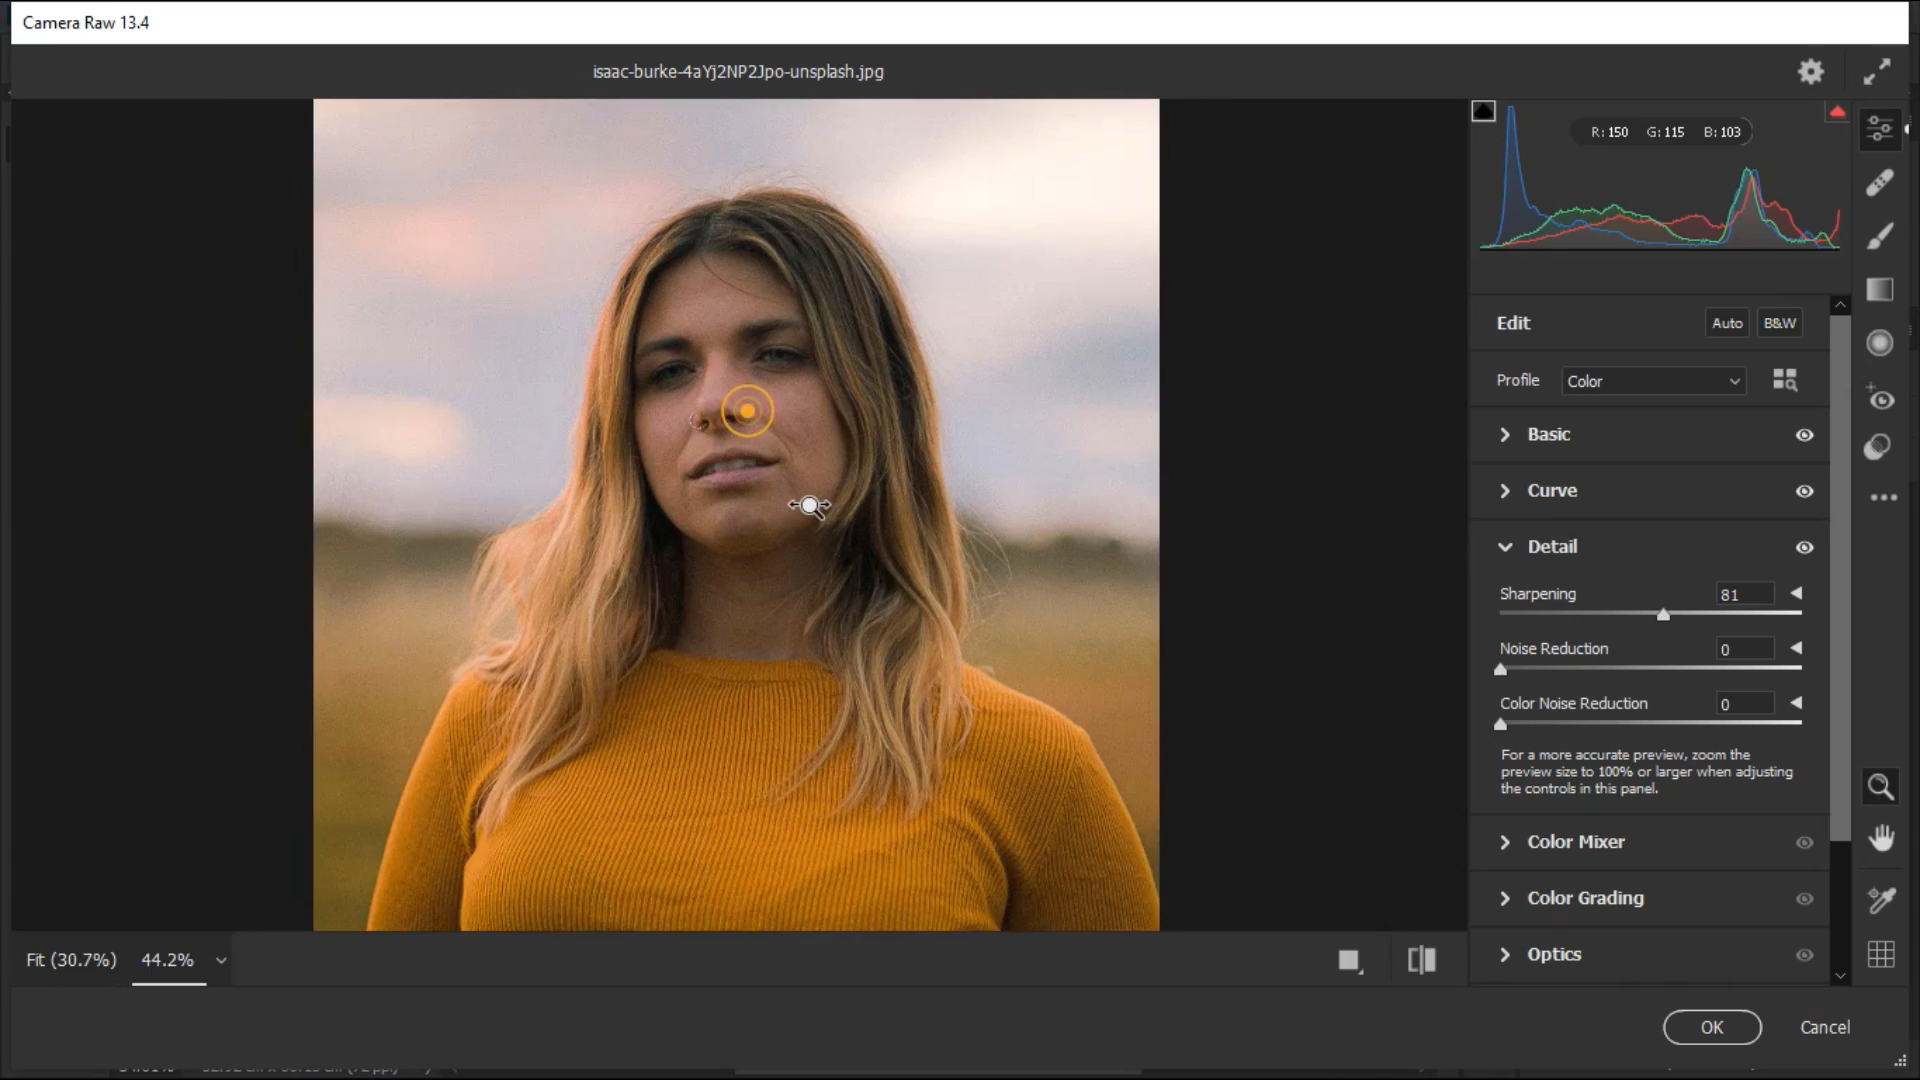 Camera Raw 13.4
isaac-burke-4aYj2NP2Jpo-unsplash.jpg
R: 150 G: 115 B: 103
Edit Auto B&W
Profile Color
Basic
Curve
Detail
Sharpening 81
Noise Reduction 0
Color Noise Reduction 0
For a more accurate preview, zoom the
preview size to 100% or larger when adjusting
the controls in this panel.
Color Mixer
Color Grading
Optics
Fit (30.7%) 44.2%
OK Cancel